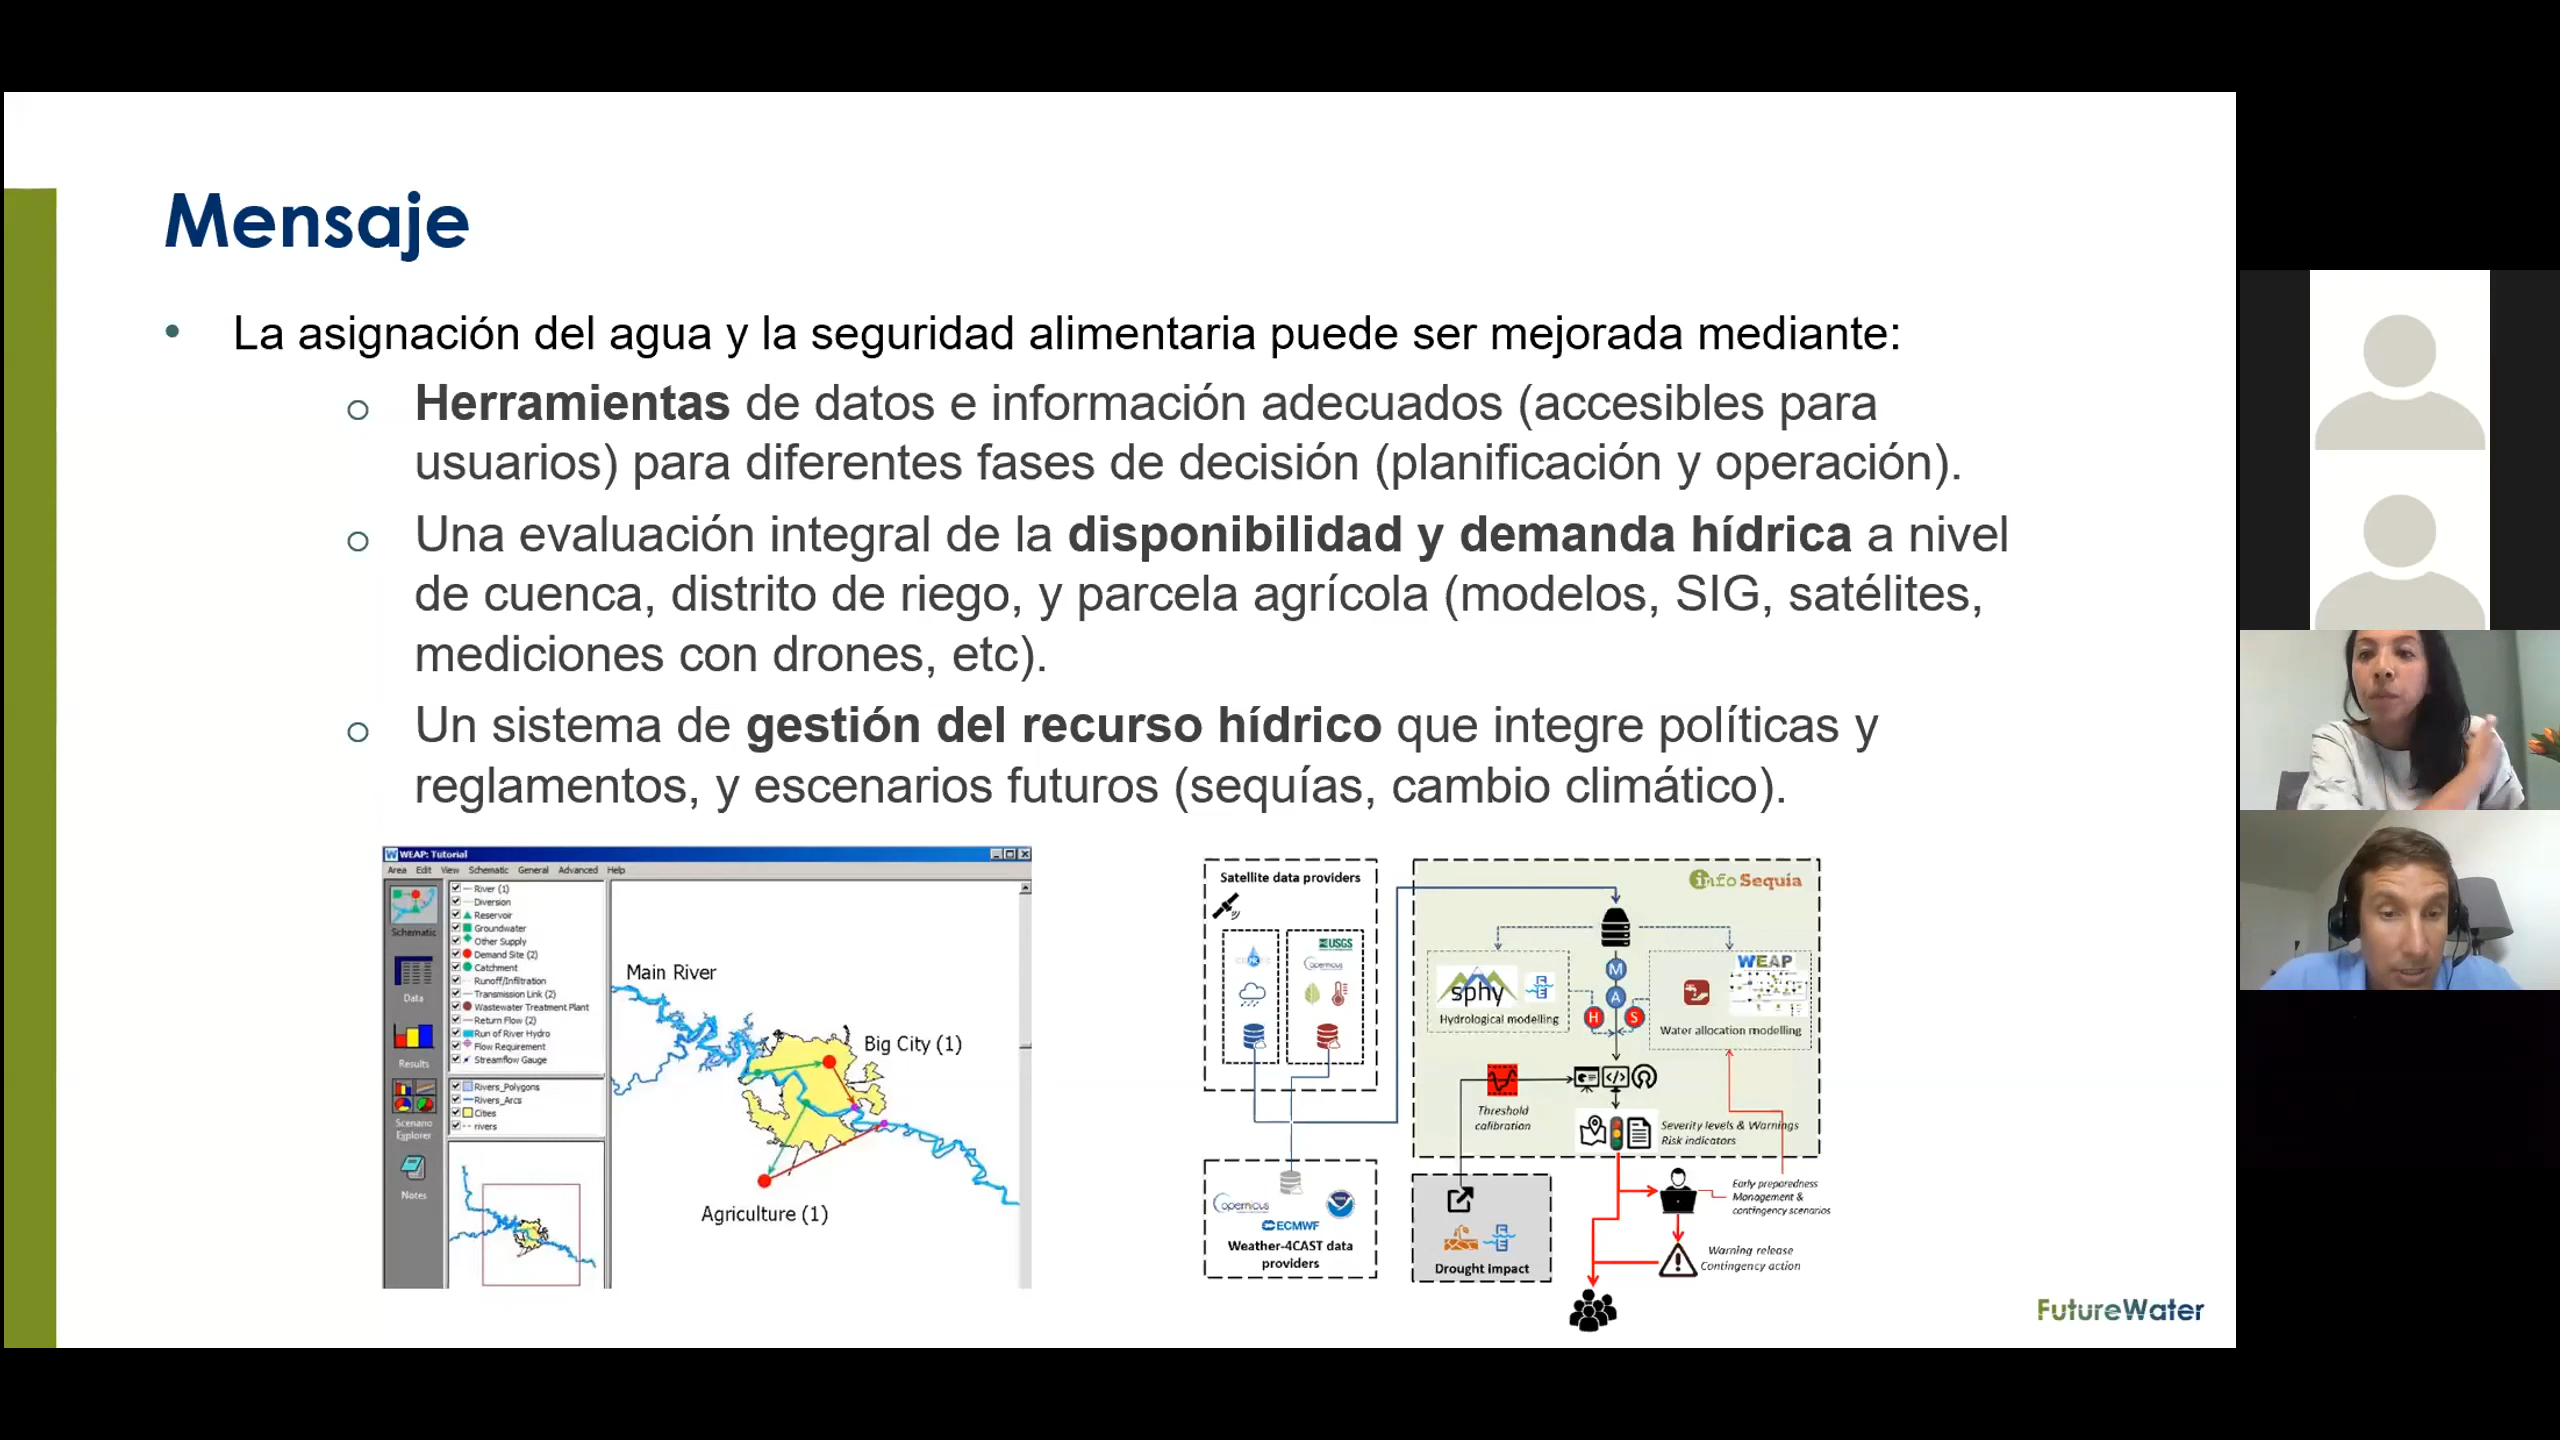 Mensaje
• La asignación del agua y la seguridad alimentaria puede ser mejorada mediante:
o Herramientas de datos e información adecuados (accesibles para
usuarios) para diferentes fases de decisión (planificación y operación).
o Una evaluación integral de la disponibilidad y demanda hídrica a nivel
de cuenca, distrito de riego, y parcela agrícola (modelos, SIG, satélites,
mediciones con drones, etc).
o Un sistema de gestión del recurso hídrico que integre políticas y
reglamentos, y escenarios futuros (sequías, cambio climático).
WEAP: Tutorial
Area Edit View Schematic General Advanced Help
Schematic
Data
Results
Scenario
Explorer
Notes
River (1)
Diversion
Reservoir
Groundwater
Other Supply
Demand Site (2)
Catchment
Runoff/Infiltration
Transmission Link (2)
Wastewater Treatment Plant
Return Flow (2)
Run of River Hydro
Flow Requirement
Streamflow Gauge
Rivers_Polygons
Rivers_Arcs
Cities
rivers
Main River
Big City (1)
Agriculture (1)
Satellite data providers
USGS
opernicus
opernicus
ECMWF
Weather-4CAST data
providers
infoSequía
sphy
Hydrological modelling
M
A
H
S
WEAP
Water allocation modelling
Threshold
calibration
Severity levels & Warnings
Risk indicators
Drought impact
Early preparedness
Management &
contingency scenarios
Warning release
Contingency action
FutureWater